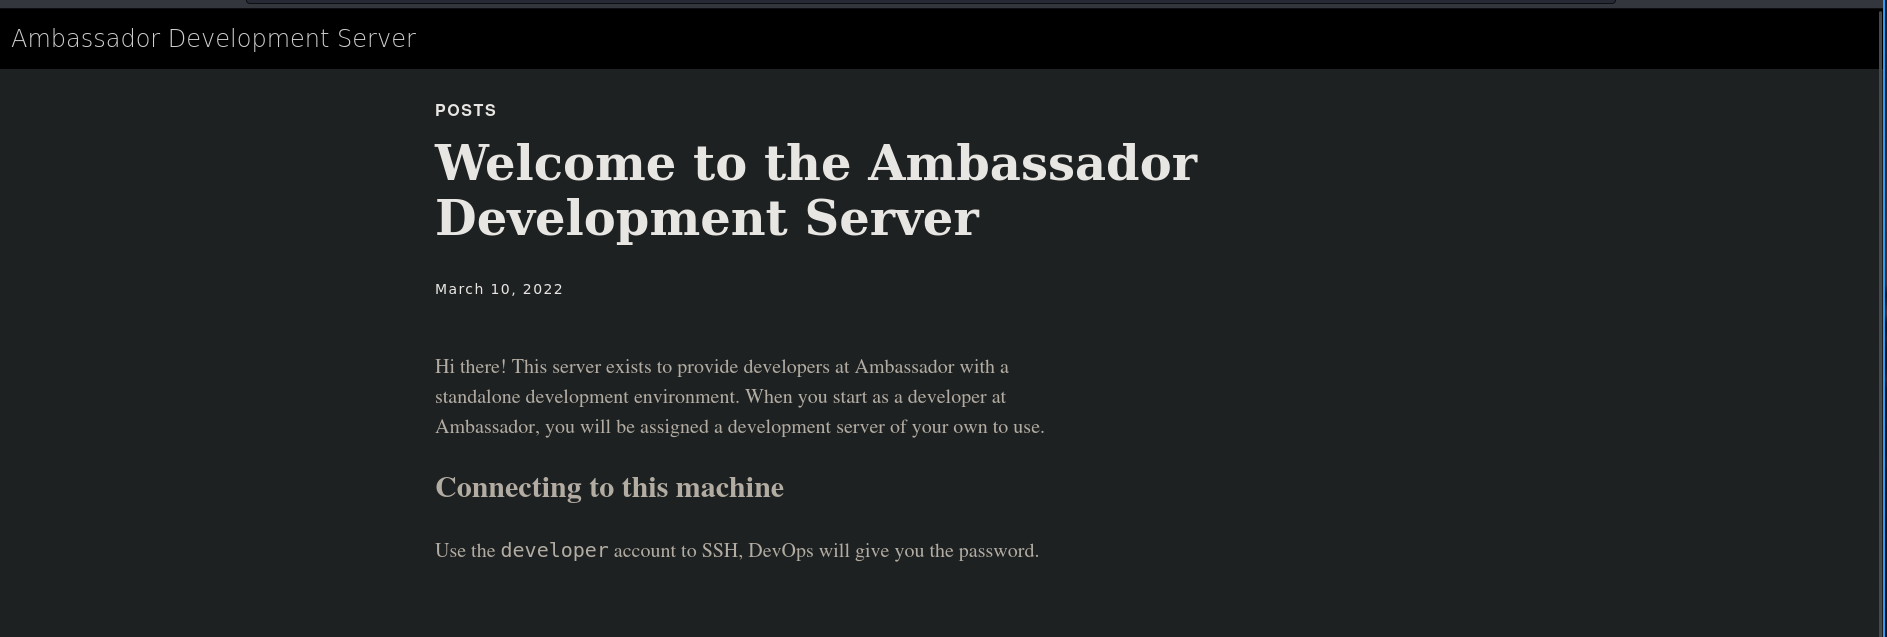 Ambassador Development Server
POSTS
Welcome to the Ambassador
Development Server
March 10, 2022
Hi there! This server exists to provide developers at Ambassador with a
standalone development environment. When you start as a developer at
Ambassador, you will be assigned a development server of your own to use.
Connecting to this machine
Use the developer account to SSH, DevOps will give you the password.